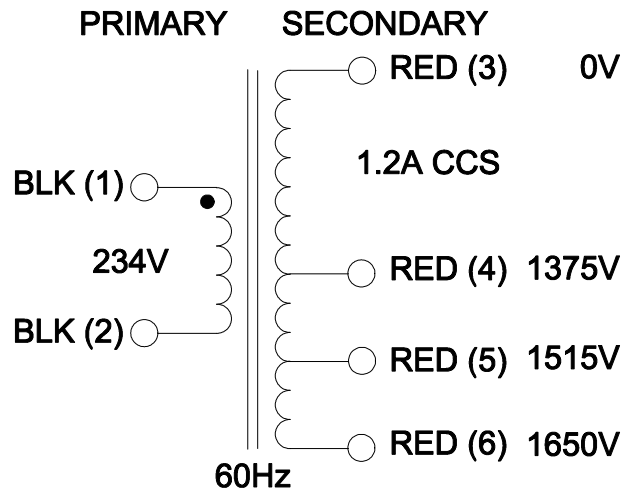 PRIMARY SECONDARY
RED (3) 0V
1.2A CCS
BLK (1)
234V
RED (4) 1375V
BLK (2)
RED (5) 1515V
RED (6) 1650V
60Hz